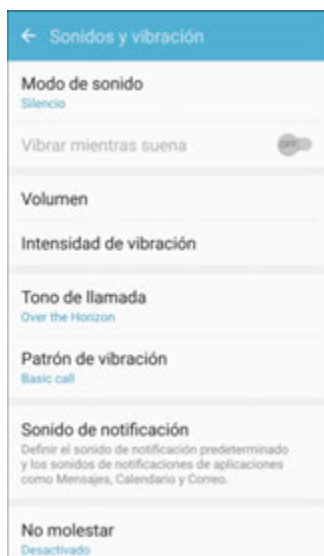 Sonidos y vibración
Modo de sonido
Silencio
Vibrar mientras suena
OFF
Volumen
Intensidad de vibración
Tono de llamada
Over the Horizon
Patrón de vibración
Basic call
Sonido de notificación
Definir el sonido de notificación predeterminado
y los sonidos de notificaciones de aplicaciones
como Mensajes, Calendario y Correo.
No molestar
Desactivado